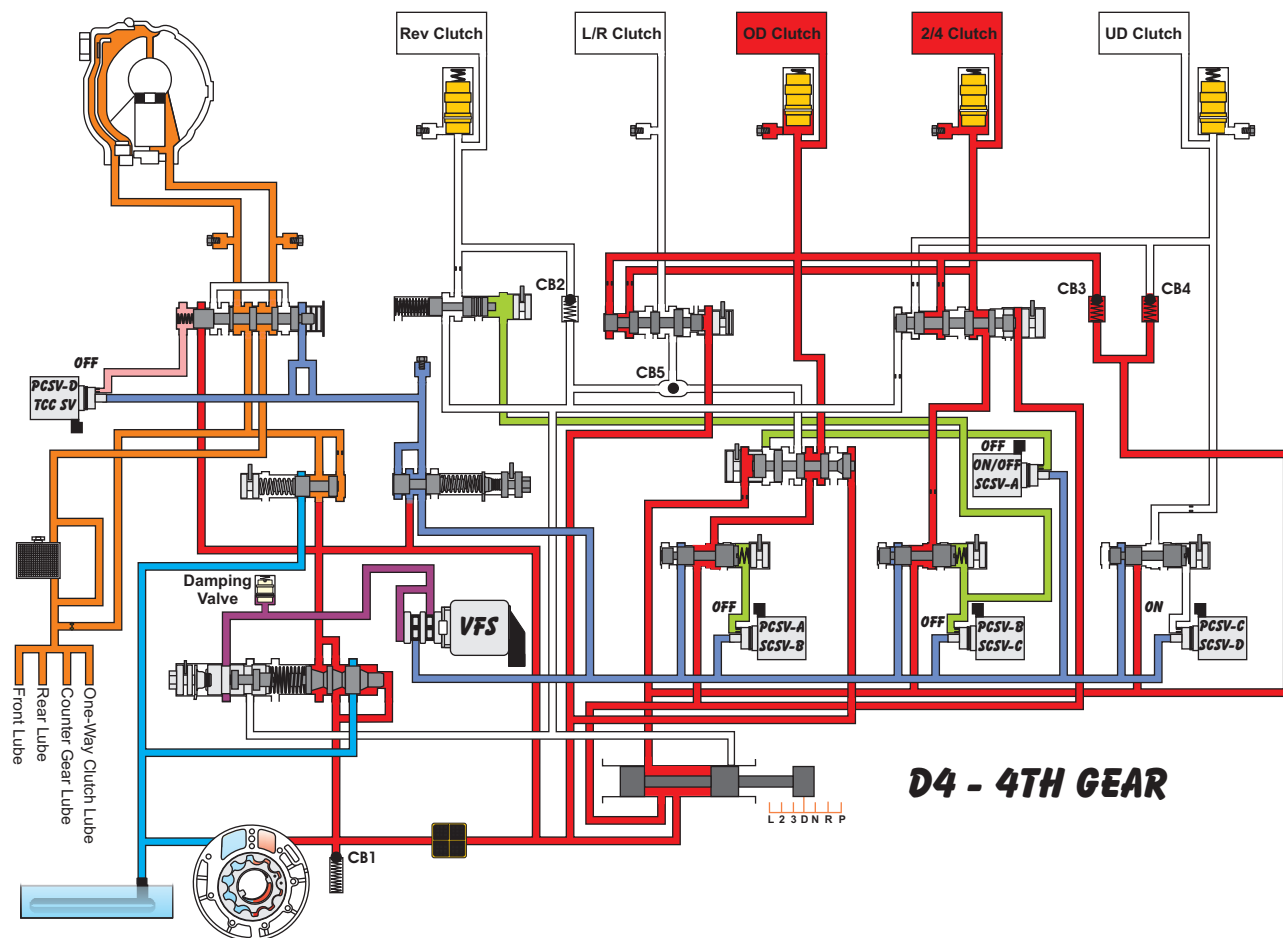 Rev Clutch
L/R Clutch
OD Clutch
2/4 Clutch
UD Clutch
CB2
CB3
CB4
OFF
PCSV-D
TCC SV
CB5
OFF
ON/OFF
SCSV-A
Damping
Valve
VFS
OFF
PCSV-A
SCSV-B
OFF
PCSV-B
SCSV-C
ON
PCSV-C
SCSV-D
Front Lube
Rear Lube
Counter Gear Lube
One-Way Clutch Lube
D4 - 4TH GEAR
L 2 3 D N R P
CB1